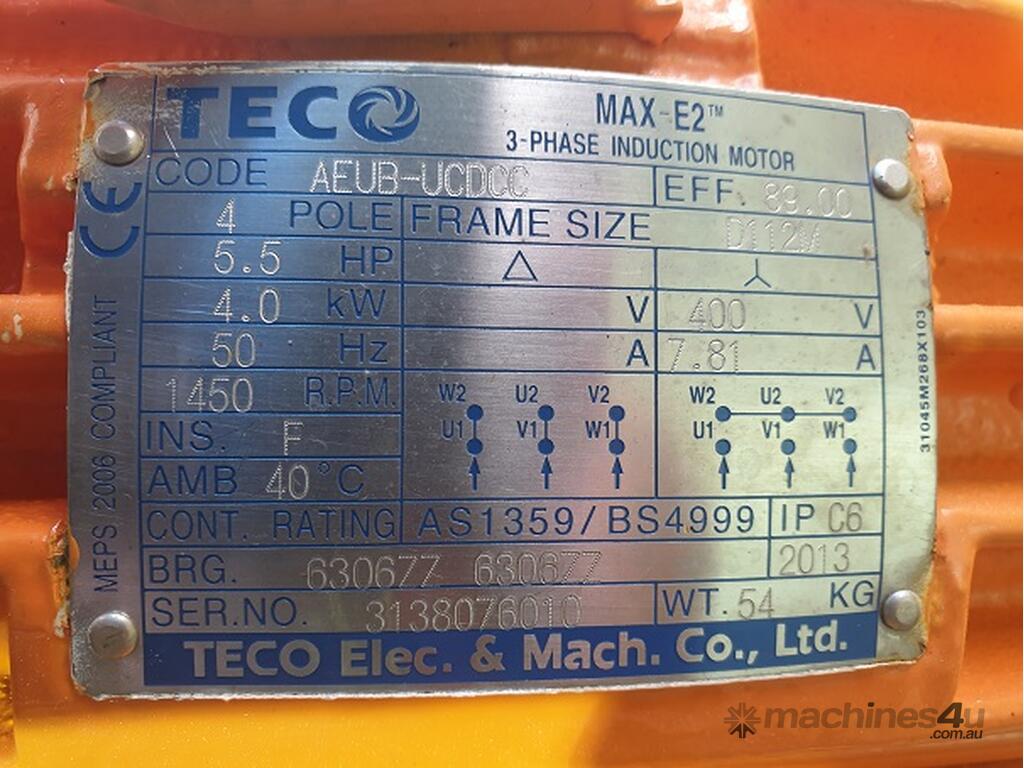 TECO MAX-E2™
3-PHASE INDUCTION MOTOR
CODE AEUB-UCDCC EFF. 89.00
4 POLE FRAME SIZE D112M
5.5 HP △
4.0 kW V 400 V
50 Hz A 7.81 A
1450 R.P.M. W2 U2 V2 W2 U2 V2
INS. F U1 V1 W1 U1 V1 W1
AMB 40°C
CONT. RATING AS1359/BS4999 IP C6
BRG. 6306ZZ 6306ZZ 2013
SER.NO. 3138076010 WT. 54 KG
TECO Elec. & Mach. Co., Ltd.
CE
MEPS 2006 COMPLIANT
31045M268X103
machines4u
.com.au